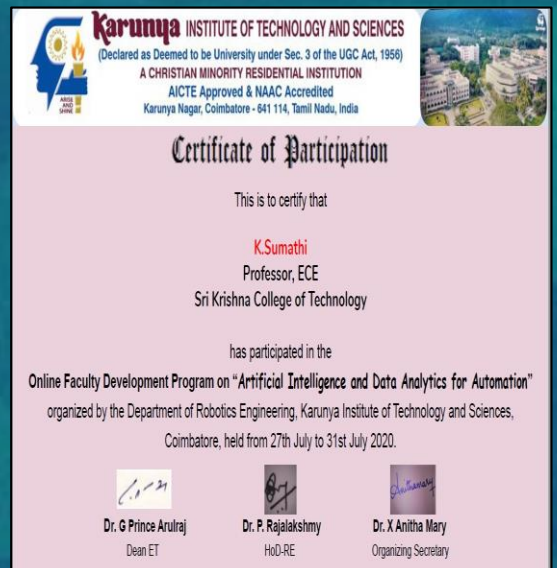 Karunya INSTITUTE OF TECHNOLOGY AND SCIENCES
(Declared as Deemed to be University under Sec. 3 of the UGC Act, 1956)
A CHRISTIAN MINORITY RESIDENTIAL INSTITUTION
AICTE Approved & NAAC Accredited
Karunya Nagar, Coimbatore - 641 114, Tamil Nadu, India
ARISE
AND
SHINE
Certificate of Participation
This is to certify that
K.Sumathi
Professor, ECE
Sri Krishna College of Technology
has participated in the
Online Faculty Development Program on "Artificial Intelligence and Data Analytics for Automation"
organized by the Department of Robotics Engineering, Karunya Institute of Technology and Sciences,
Coimbatore, held from 27th July to 31st July 2020.
Anithamary
Dr. G Prince Arulraj Dr. P. Rajalakshmy Dr. X Anitha Mary
Dean ET HoD-RE Organizing Secretary